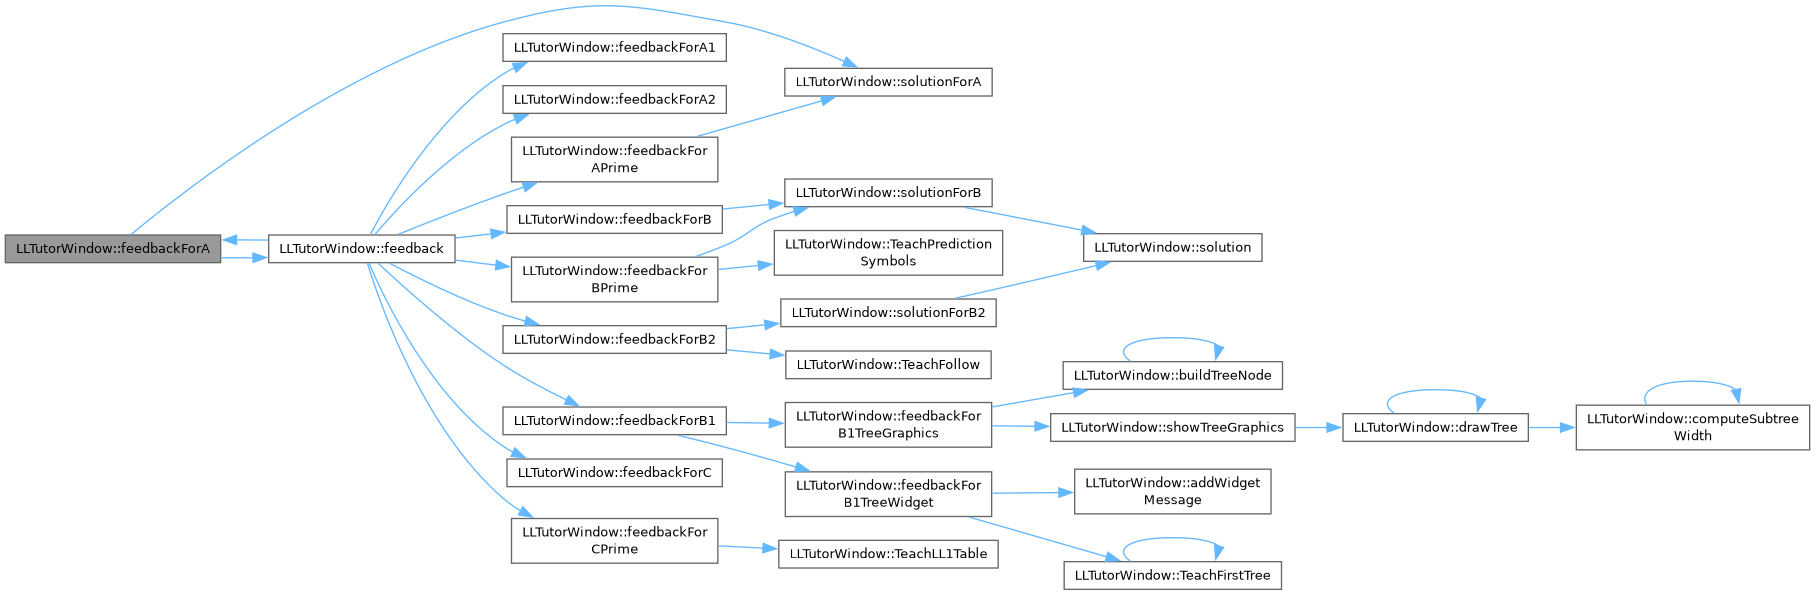 LLTutorWindow::feedbackForA
LLTutorWindow::feedback
LLTutorWindow::feedbackForA1
LLTutorWindow::feedbackForA2
LLTutorWindow::feedbackFor
APrime
LLTutorWindow::feedbackForB
LLTutorWindow::feedbackFor
BPrime
LLTutorWindow::feedbackForB2
LLTutorWindow::feedbackForB1
LLTutorWindow::feedbackForC
LLTutorWindow::feedbackFor
CPrime
LLTutorWindow::solutionForA
LLTutorWindow::solutionForB
LLTutorWindow::TeachPrediction
Symbols
LLTutorWindow::solutionForB2
LLTutorWindow::TeachFollow
LLTutorWindow::feedbackFor
B1TreeGraphics
LLTutorWindow::feedbackFor
B1TreeWidget
LLTutorWindow::TeachLL1Table
LLTutorWindow::solution
LLTutorWindow::buildTreeNode
LLTutorWindow::showTreeGraphics
LLTutorWindow::addWidget
Message
LLTutorWindow::TeachFirstTree
LLTutorWindow::drawTree
LLTutorWindow::computeSubtree
Width